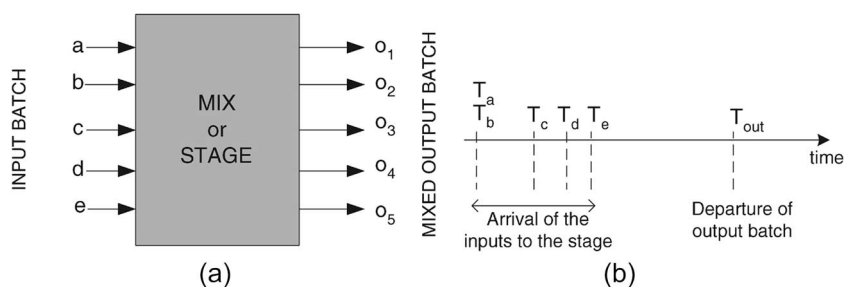 INPUT BATCH
a
b
c
d
e
MIX
or
STAGE
o1
o2
o3
o4
o5
MIXED OUTPUT BATCH
(a)
Ta
Tb Tc Td Te Tout
time
Arrival of the
inputs to the stage
Departure of
output batch
(b)